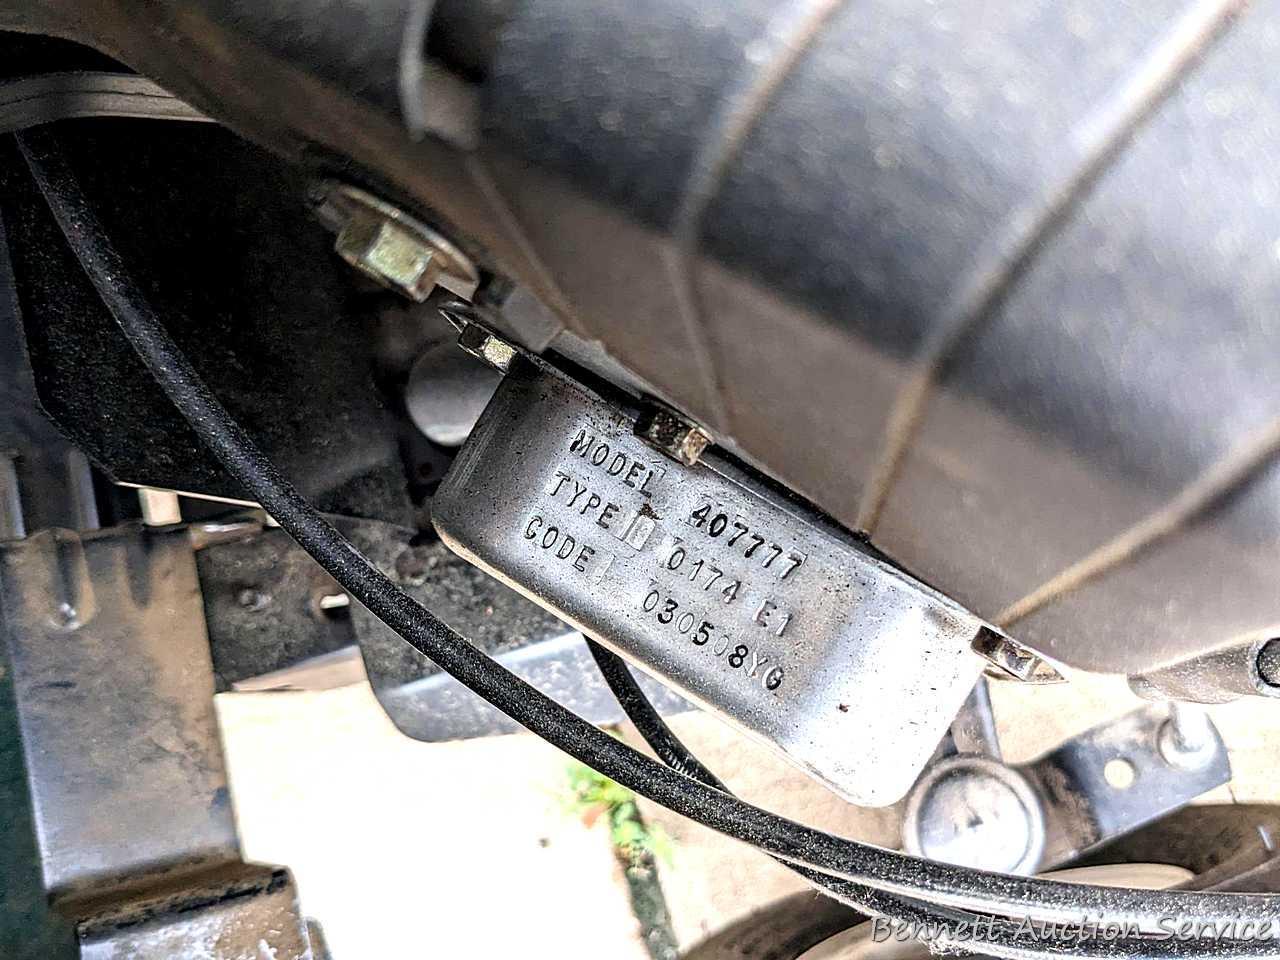 MODEL 407777
TYPE 0174 E1
CODE 030508YG
Bennett Auction Service